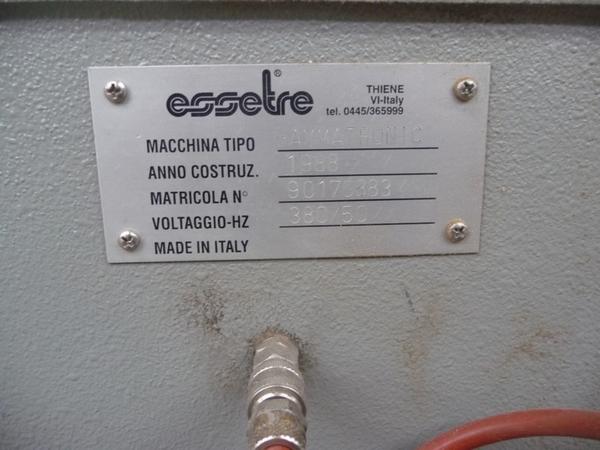 essetre®
THIENE
VI-Italy
tel. 0445/365999
MACCHINA TIPO
ANNO COSTRUZ. 1988
MATRICOLA N°
VOLTAGGIO-HZ 380/50
MADE IN ITALY